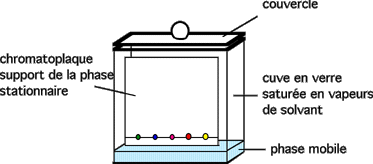 couvercle
chromatoplaque
support de la phase
stationnaire
cuve en verre
saturée en vapeurs
de solvant
phase mobile